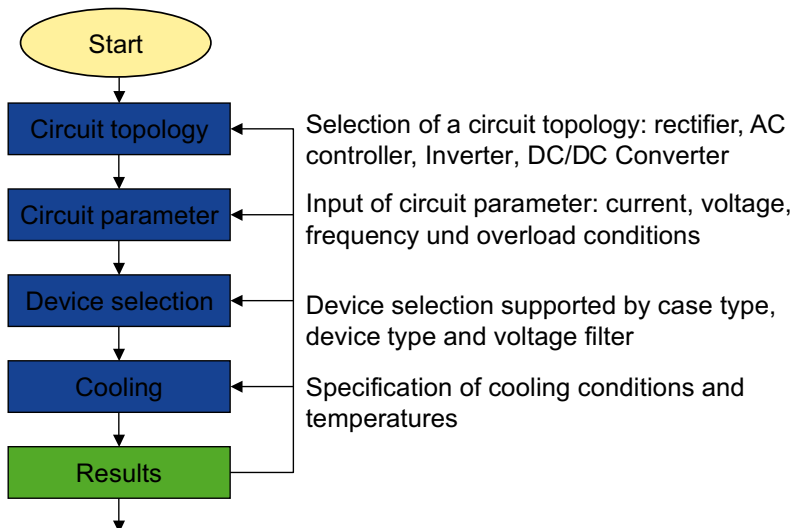 Start
Circuit topology
Selection of a circuit topology: rectifier, AC
controller, Inverter, DC/DC Converter
Circuit parameter
Input of circuit parameter: current, voltage,
frequency und overload conditions
Device selection
Device selection supported by case type,
device type and voltage filter
Cooling
Specification of cooling conditions and
temperatures
Results